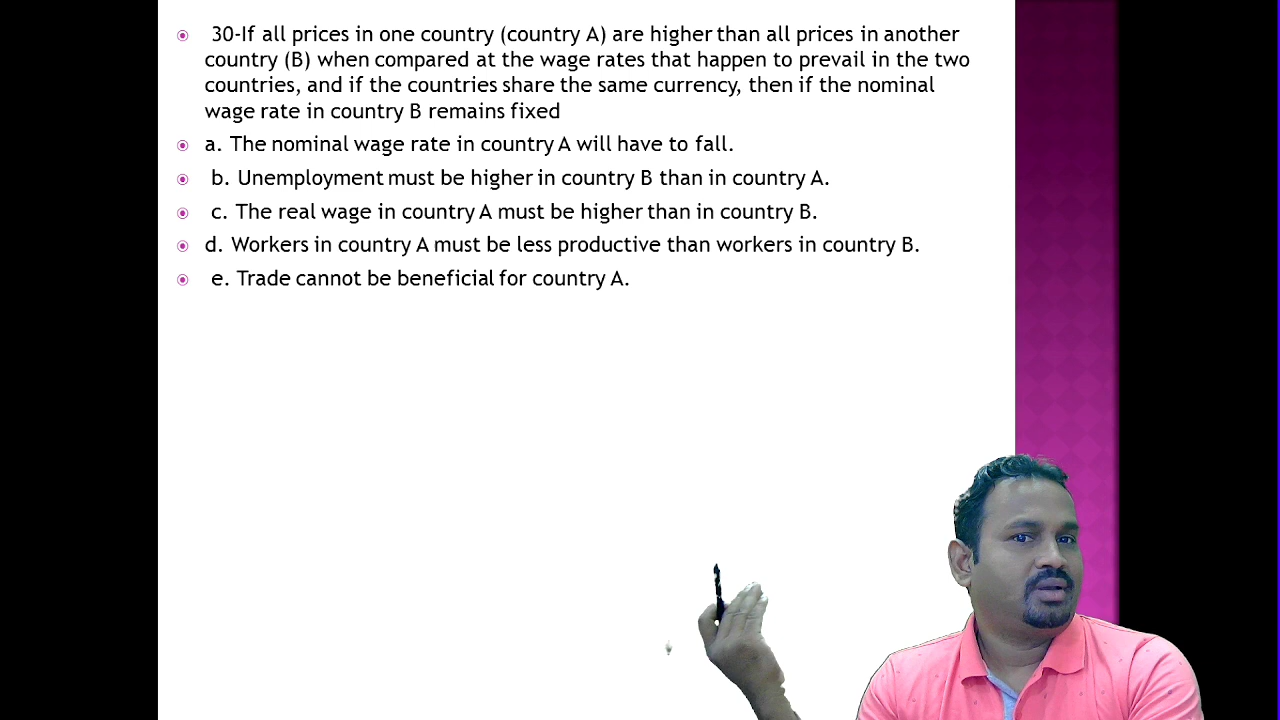 30-If all prices in one country (country A) are higher than all prices in another
country (B) when compared at the wage rates that happen to prevail in the two
countries, and if the countries share the same currency, then if the nominal
wage rate in country B remains fixed
a. The nominal wage rate in country A will have to fall.
b. Unemployment must be higher in country B than in country A.
c. The real wage in country A must be higher than in country B.
d. Workers in country A must be less productive than workers in country B.
e. Trade cannot be beneficial for country A.